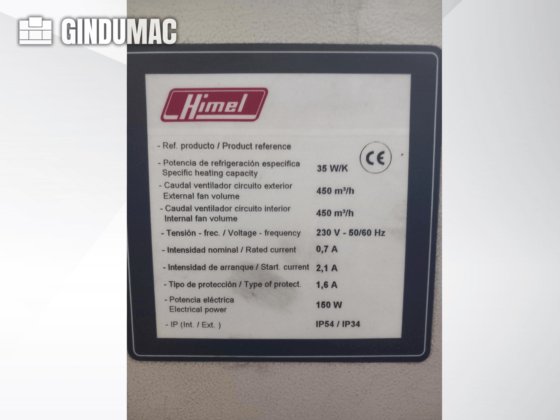 GINDUMAC
Himel
- Ref. producto / Product reference
CE
- Potencia de refrigeración especifica
Specific heating capacity 35 W/K
- Caudal ventilador circuito exterior
External fan volume 450 m³/h
- Caudal ventilador circuito interior
Internal fan volume 450 m³/h
- Tensión - frec. / Voltage - frequency 230 V - 50/60 Hz
- Intensidad nominal / Rated current 0,7 A
- Intensidad de arranque / Start. current 2,1 A
- Tipo de protección / Type of protect. 1,6 A
- Potencia eléctrica
Electrical power 150 W
- IP (Int. / Ext. ) IP54 / IP34